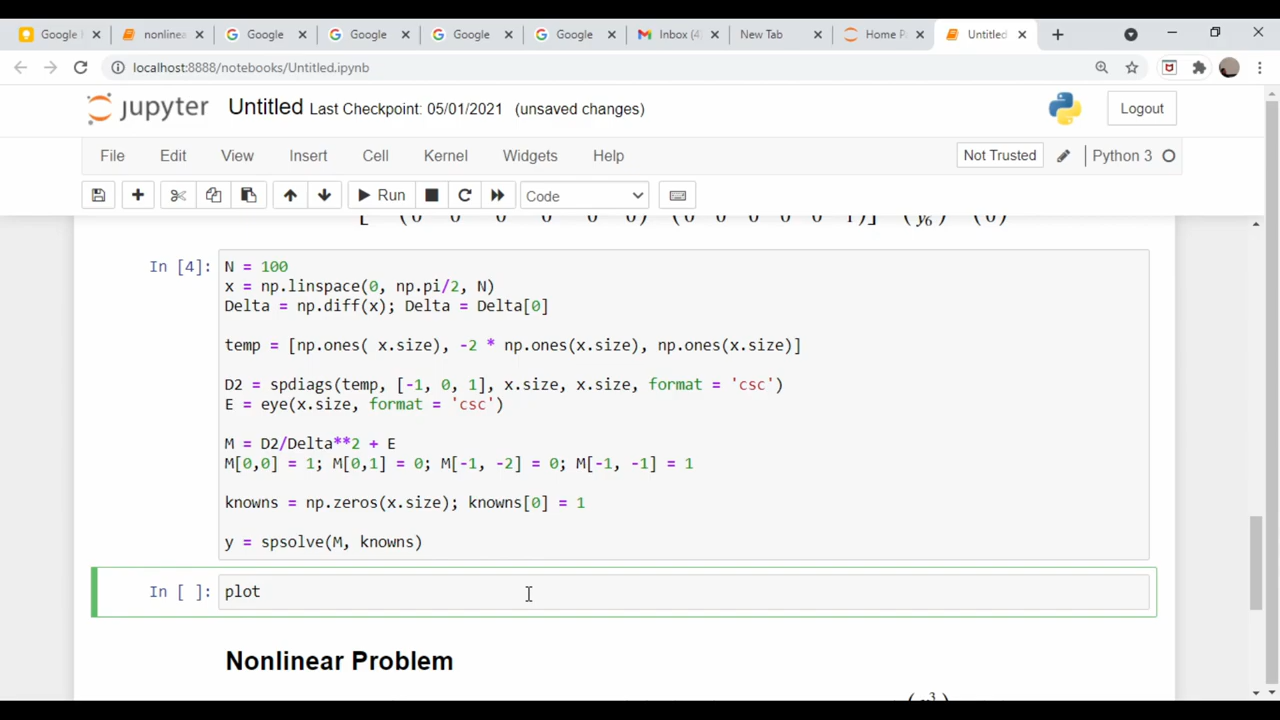 Google nonlinea Google Google Google Google Inbox (4) New Tab Home P Untitled
localhost:8888/notebooks/Untitled.ipynb
jupyter Untitled Last Checkpoint: 05/01/2021 (unsaved changes) Logout
File Edit View Insert Cell Kernel Widgets Help Not Trusted Python 3
Run Code
In [4]: N = 100
x = np.linspace(0, np.pi/2, N)
Delta = np.diff(x); Delta = Delta[0]
temp = [np.ones( x.size), -2 * np.ones(x.size), np.ones(x.size)]
D2 = spdiags(temp, [-1, 0, 1], x.size, x.size, format = 'csc')
E = eye(x.size, format = 'csc')
M = D2/Delta**2 + E
M[0,0] = 1; M[0,1] = 0; M[-1, -2] = 0; M[-1, -1] = 1
knowns = np.zeros(x.size); knowns[0] = 1
y = spsolve(M, knowns)
In [ ]: plot
Nonlinear Problem